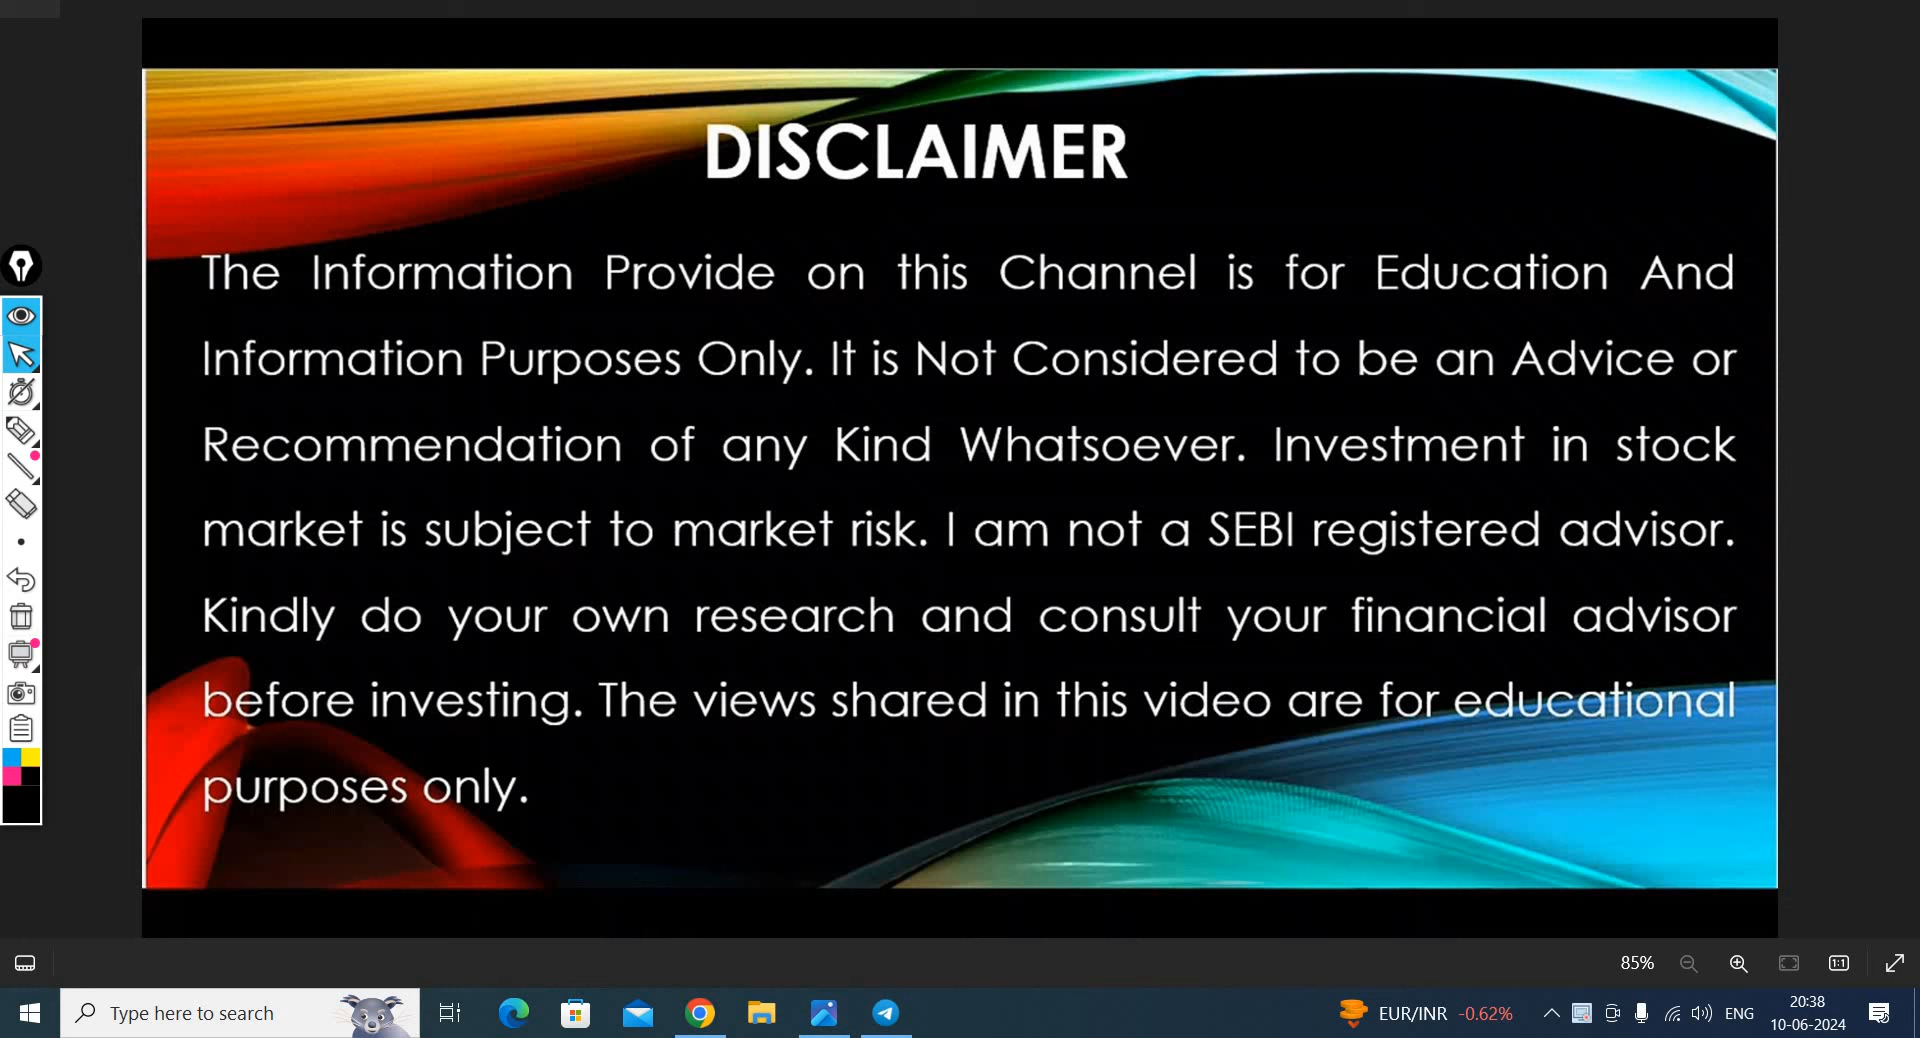 DISCLAIMER
The Information Provide on this Channel is for Education And
Information Purposes Only. It is Not Considered to be an Advice or
Recommendation of any Kind Whatsoever. Investment in stock
market is subject to market risk. I am not a SEBI registered advisor.
Kindly do your own research and consult your financial advisor
before investing. The views shared in this video are for educational
purposes only.
85%
1:1
Type here to search
EUR/INR -0.62%
ENG
20:38
10-06-2024